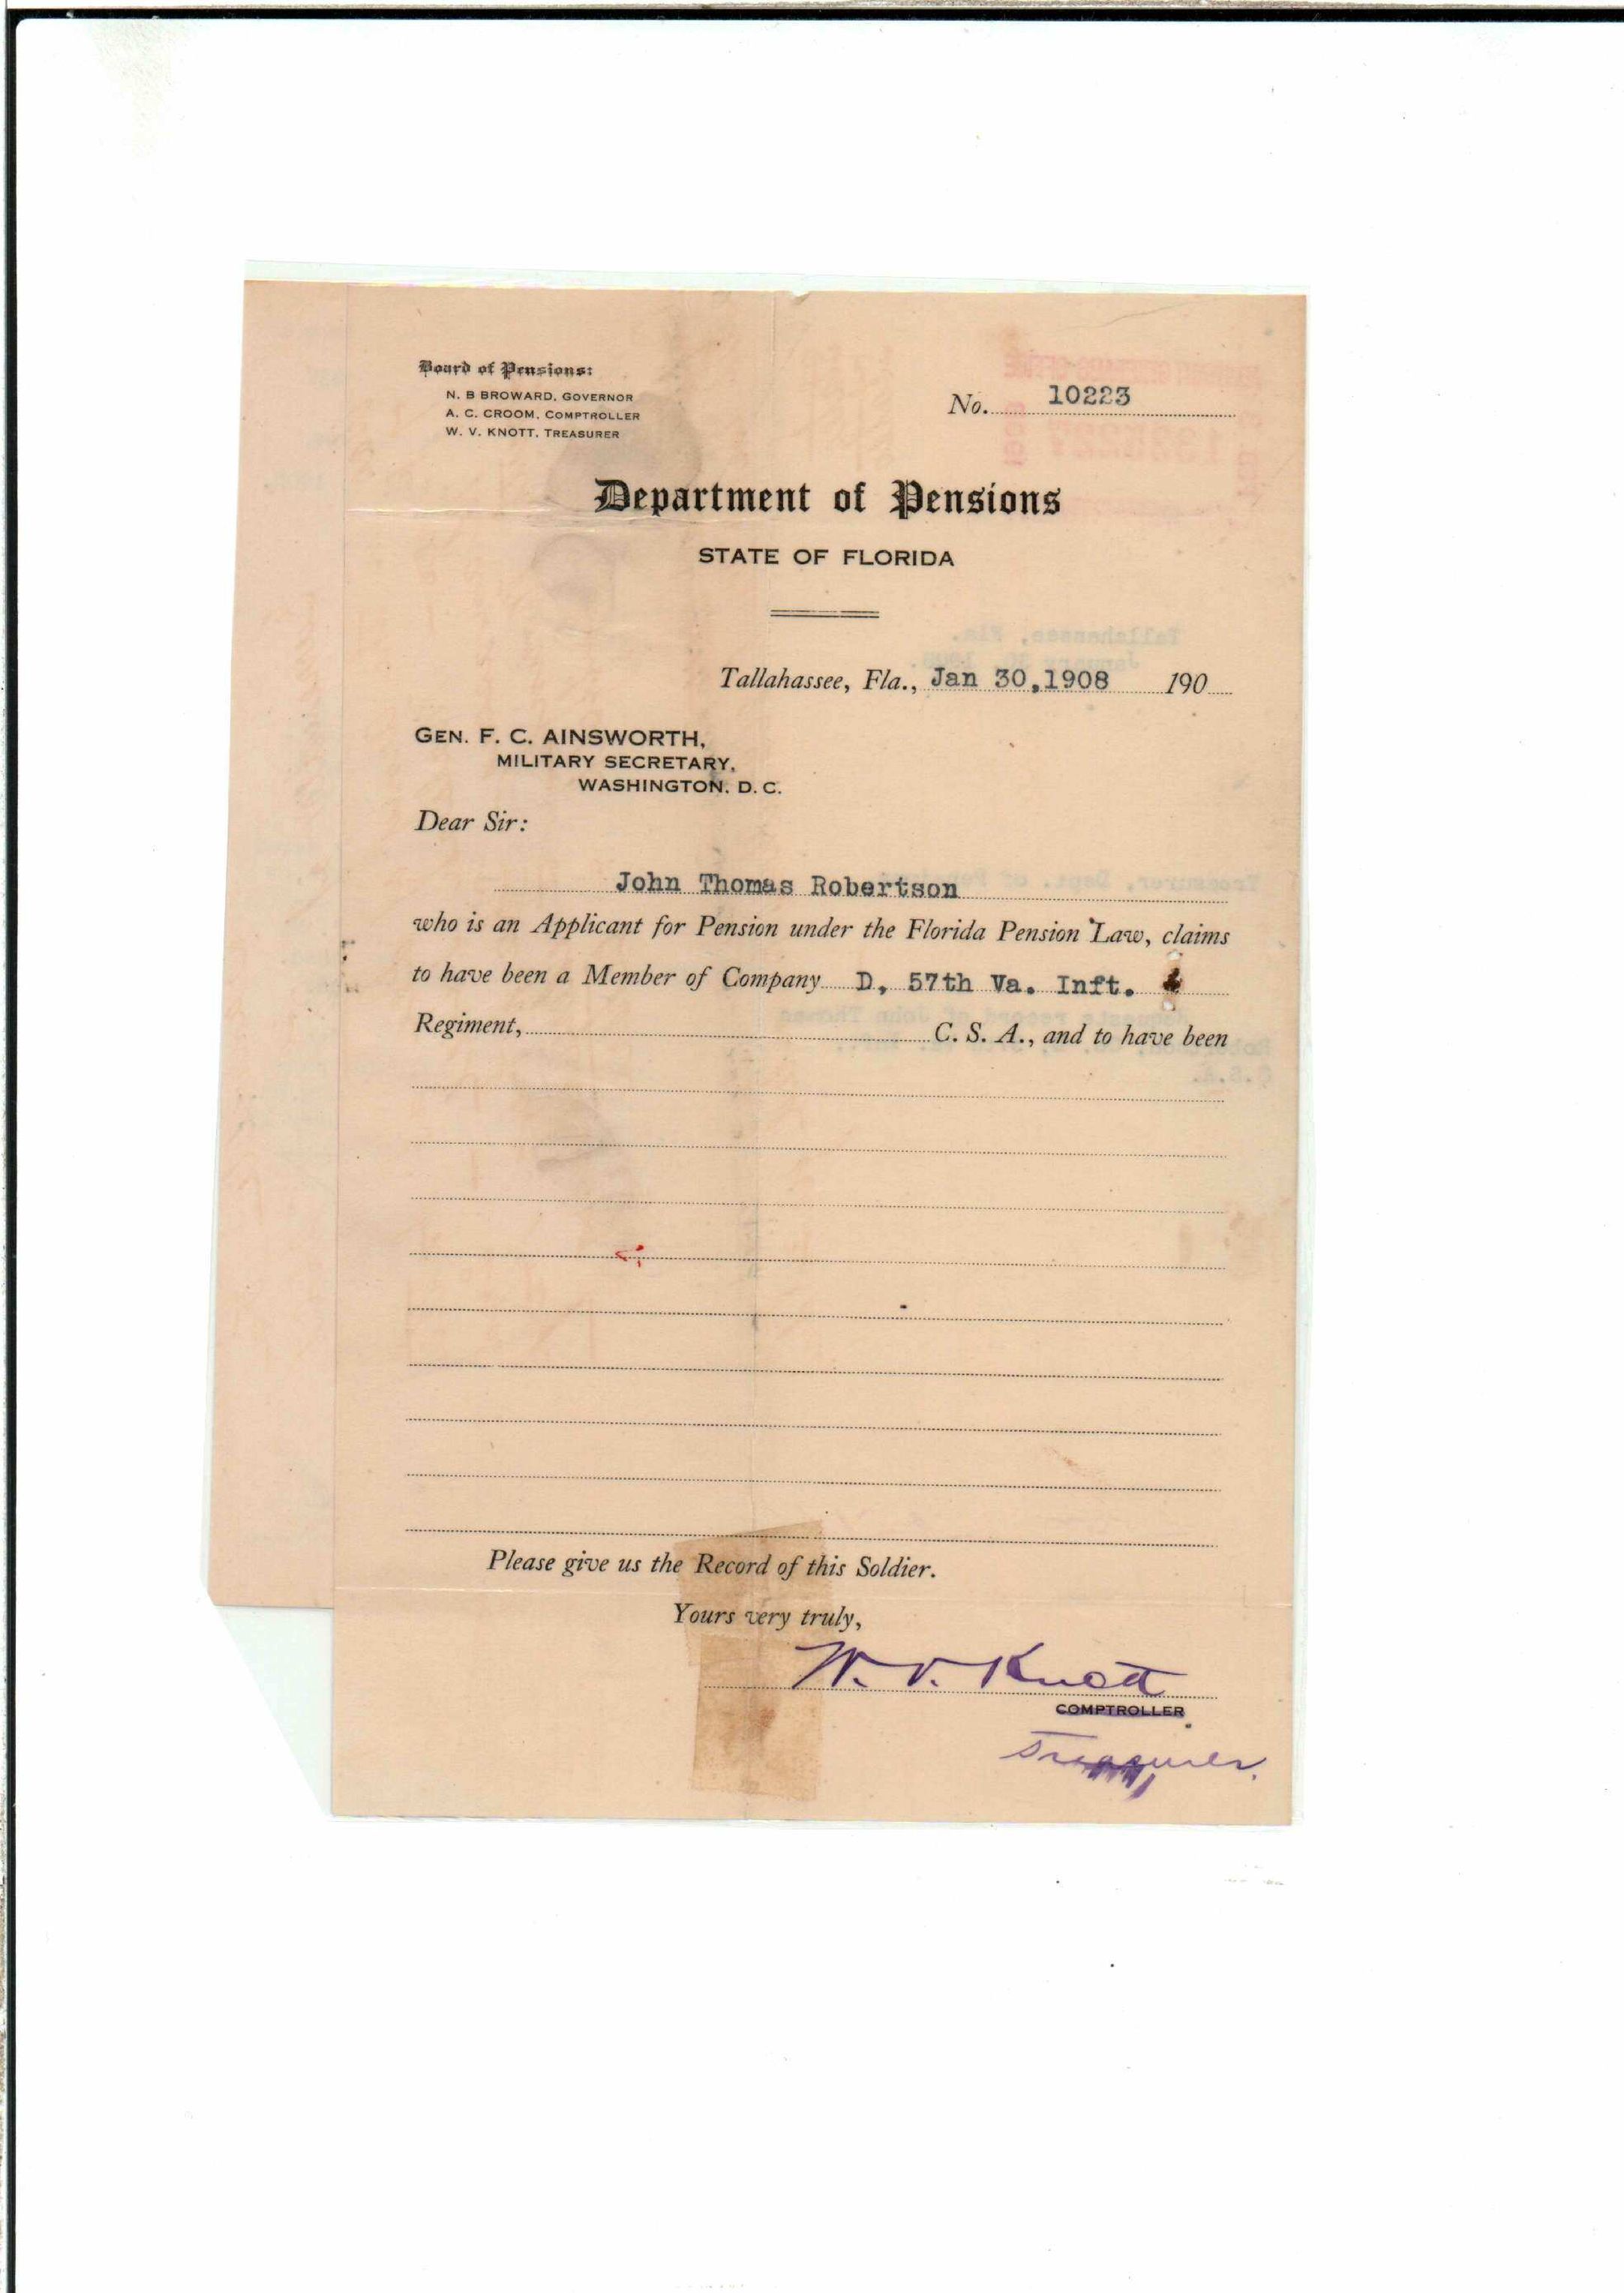 Board of Pensions:
N. B BROWARD, GOVERNOR
A. C. CROOM, COMPTROLLER
W. V. KNOTT, TREASURER
No. 10223
Department of Pensions
STATE OF FLORIDA
Tallahassee, Fla., Jan 30,1908 190
GEN. F. C. AINSWORTH,
MILITARY SECRETARY,
WASHINGTON, D. C.
Dear Sir:
John Thomas Robertson
who is an Applicant for Pension under the Florida Pension Law, claims
to have been a Member of Company D, 57th Va. Inft.
Regiment, C. S. A., and to have been
Please give us the Record of this Soldier.
Yours very truly,
W. V. Knott
COMPTROLLER
Treasurer.